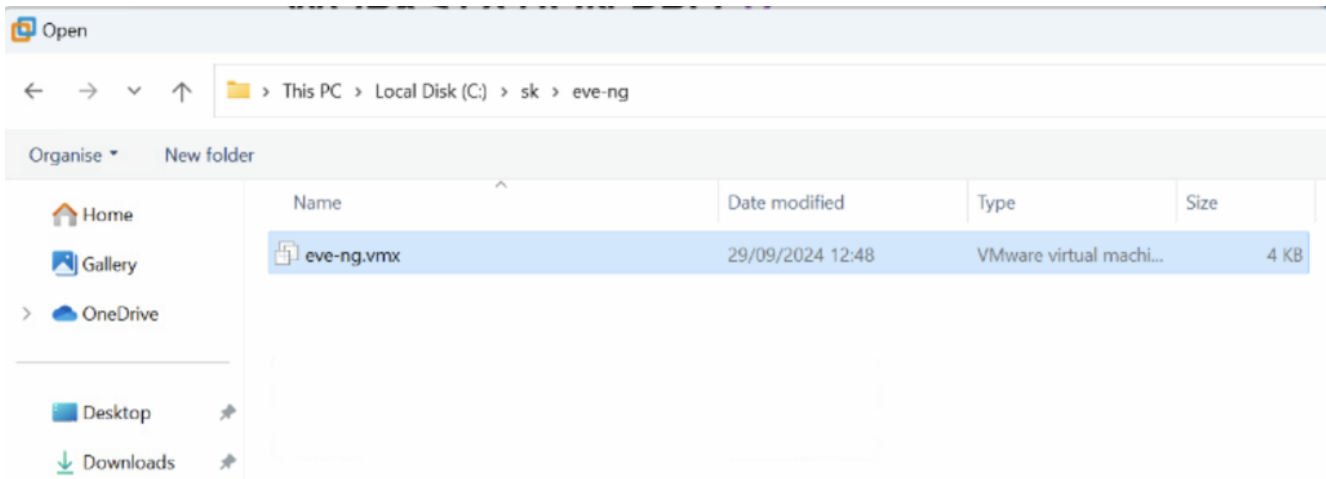 Open
This PC > Local Disk (C:) > sk > eve-ng
Organise New folder
Name Date modified Type Size
Home
eve-ng.vmx 29/09/2024 12:48 VMware virtual machi... 4 KB
Gallery
OneDrive
Desktop
Downloads